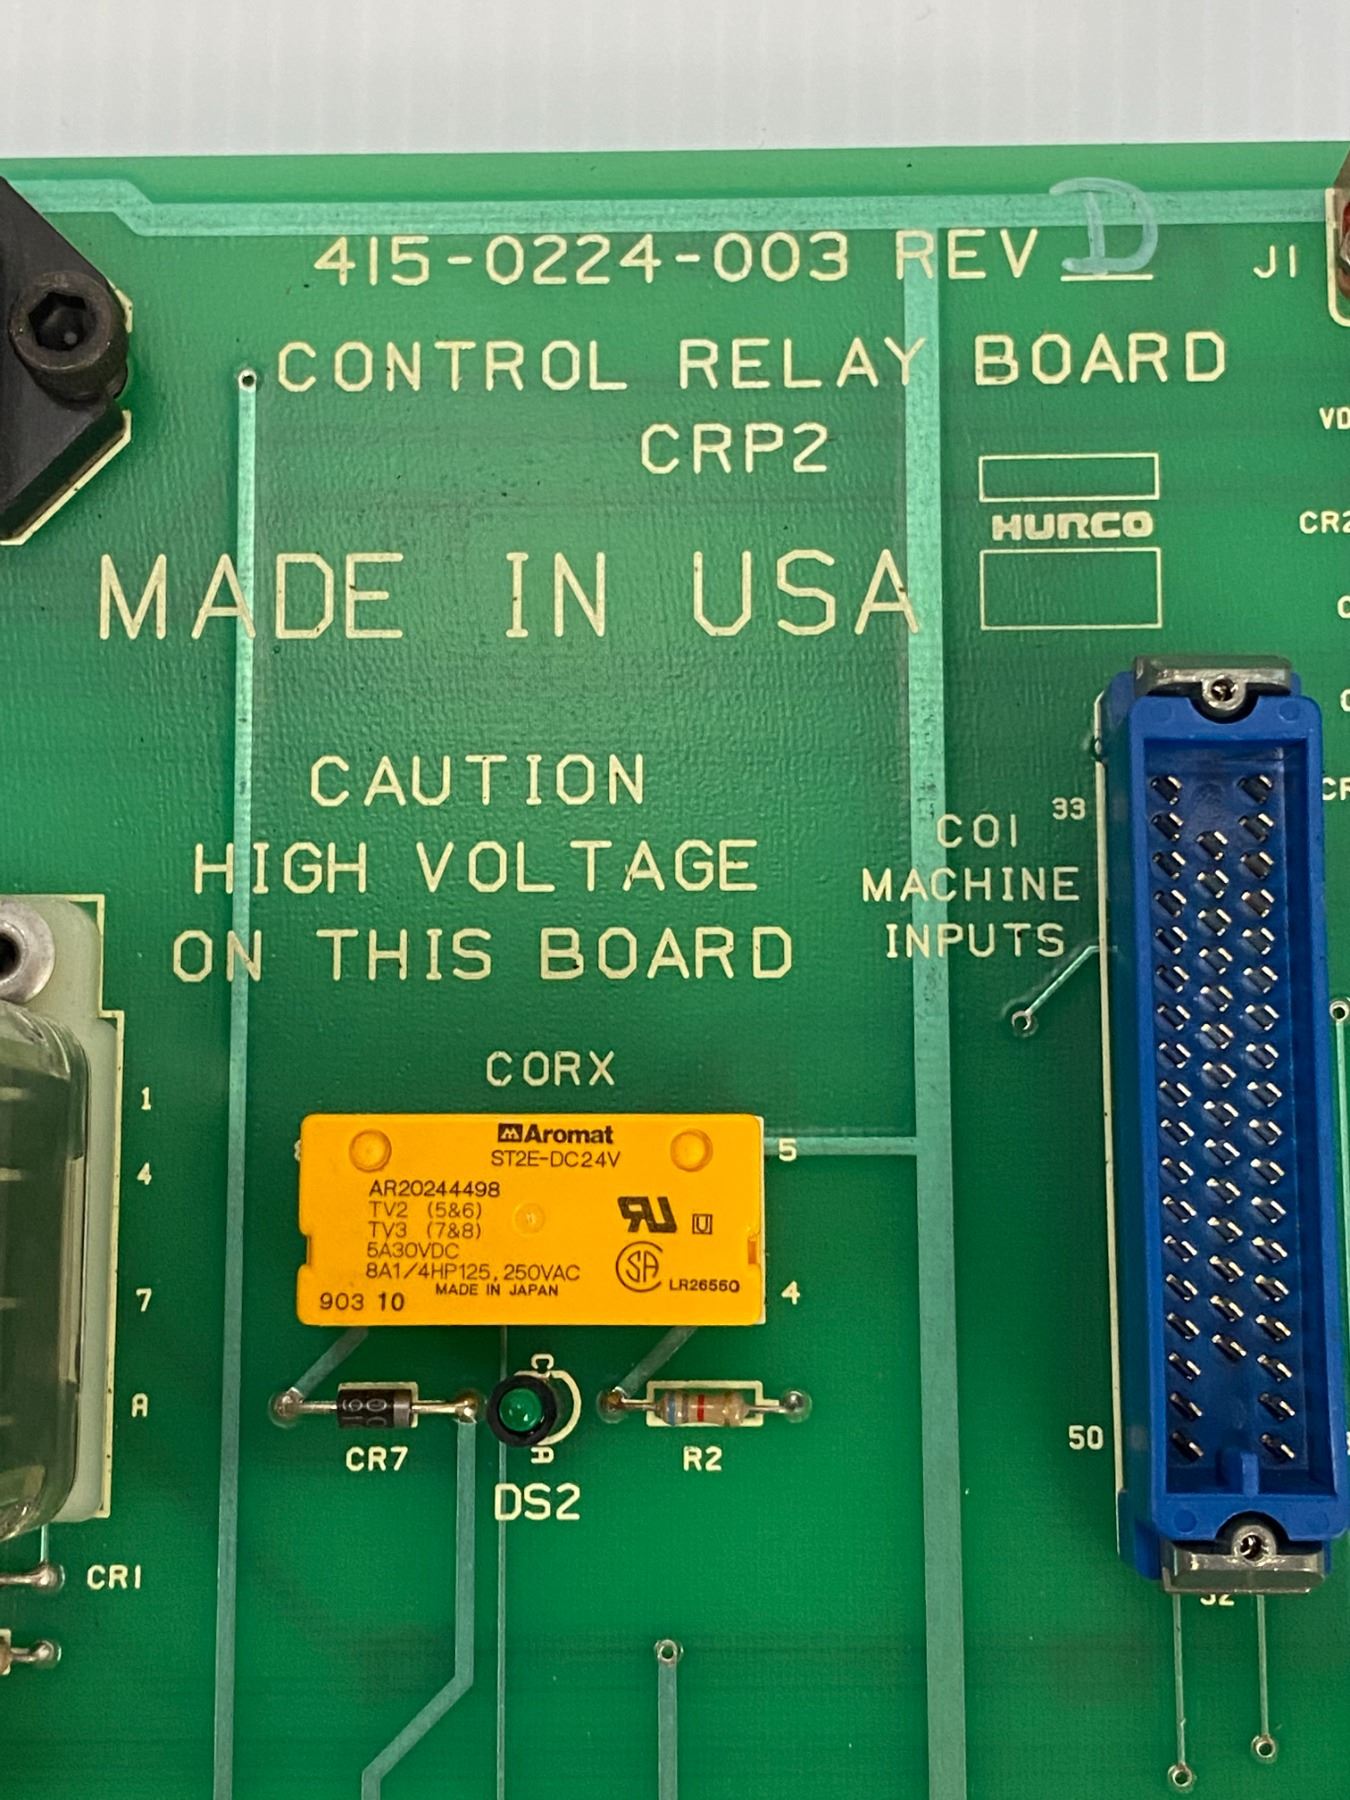 415-0224-003 REV D
J1
CONTROL RELAY BOARD
CRP2
HURCO
MADE IN USA
CAUTION
HIGH VOLTAGE
ON THIS BOARD
33
CO1
MACHINE
INPUTS
CORX
1
4
7
A
5
4
Aromat
ST2E-DC24V
AR20244498
TV2 (5&6)
TV3 (7&8)
5A30VDC
8A1/4HP125, 250VAC
MADE IN JAPAN
903 10
LR26550
C
A
CR7
R2
DS2
50
CR1
32